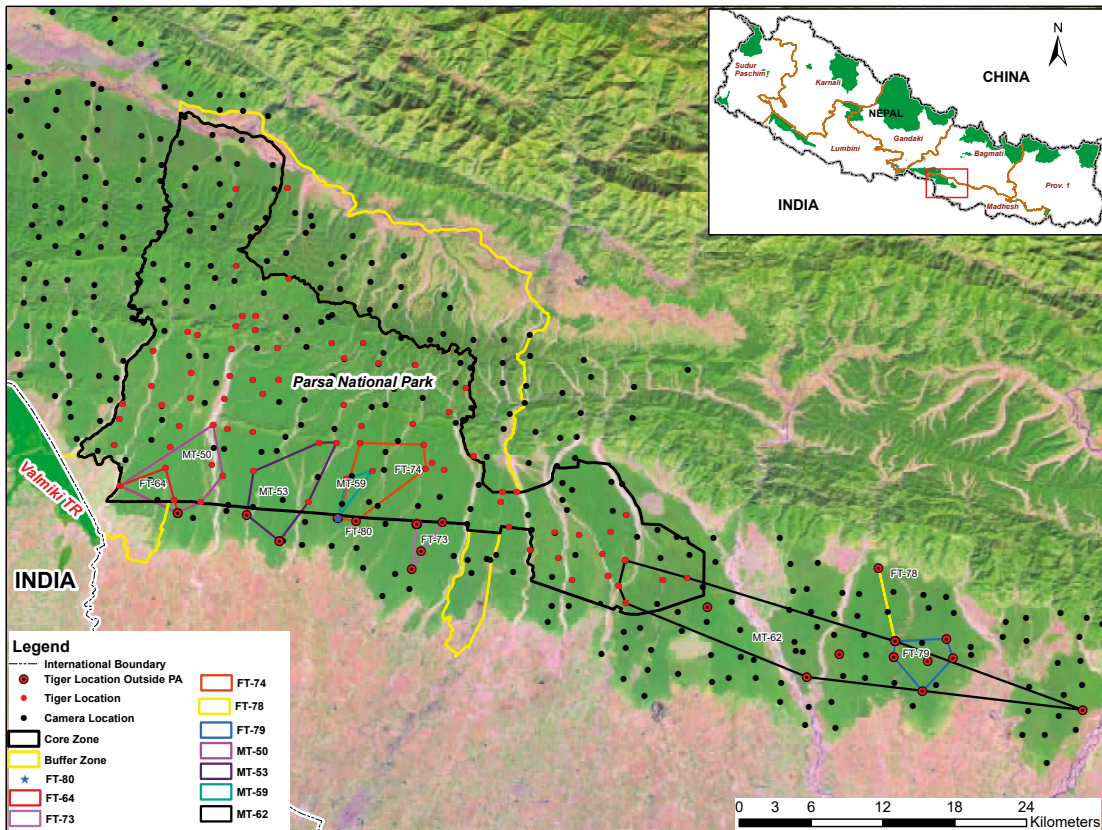 N
CHINA
Sudur
Paschim
Karnali
NEPAL
Gandaki
Lumbini
Bagmati
Prov. 1
INDIA
Madhesh
Parsa National Park
MT-50
FT-64
MT-53
MT-59
FT-74
FT-80
FT-73
Valmiki TR
INDIA
FT-78
MT-62
FT-79
Legend
International Boundary
Tiger Location Outside PA
Tiger Location
Camera Location
Core Zone
Buffer Zone
FT-80
FT-64
FT-73
FT-74
FT-78
FT-79
MT-50
MT-53
MT-59
MT-62
0 3 6 12 18 24
Kilometers